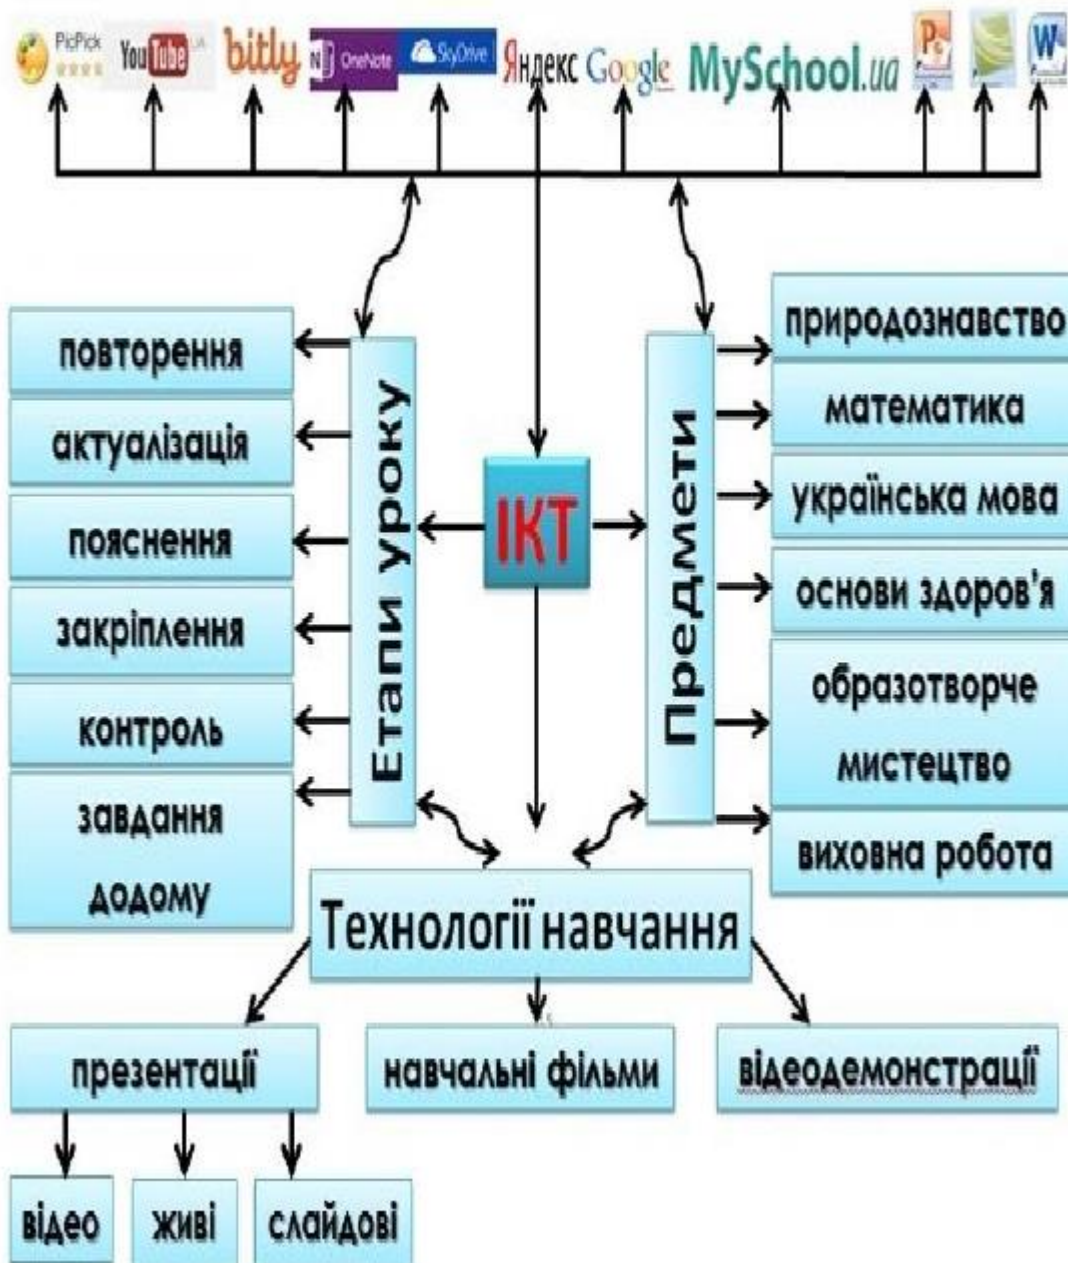 PicPick
YouTube UA
bitly
N OneNote
SkyDrive
Яндекс
Google
MySchool.ua
P
W
повторення
актуалізація
пояснення
закріплення
контроль
завдання
додому
Етапи уроку
ІКТ
Предмети
природознавство
математика
українська мова
основи здоров'я
образотворче
мистецтво
виховна робота
Технології навчання
презентації
навчальні фільми
відеодемонстрації
відео
живі
слайдові